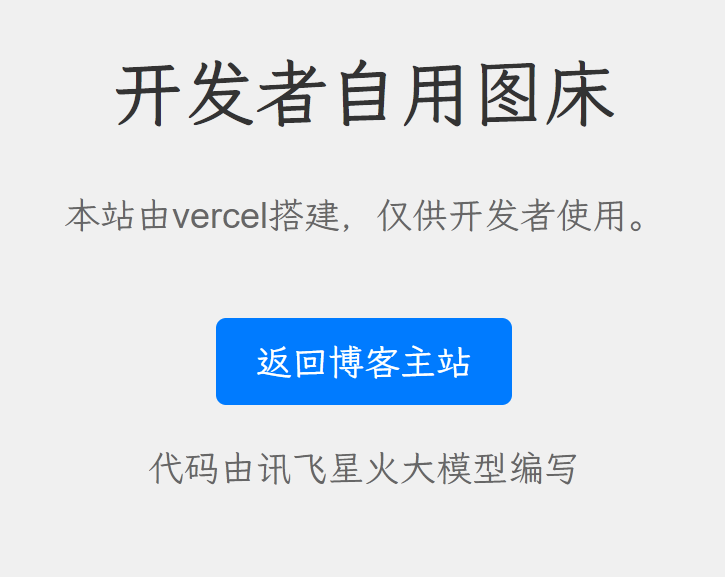 开发者自用图床
本站由vercel搭建，仅供开发者使用。
返回博客主站
代码由讯飞星火大模型编写